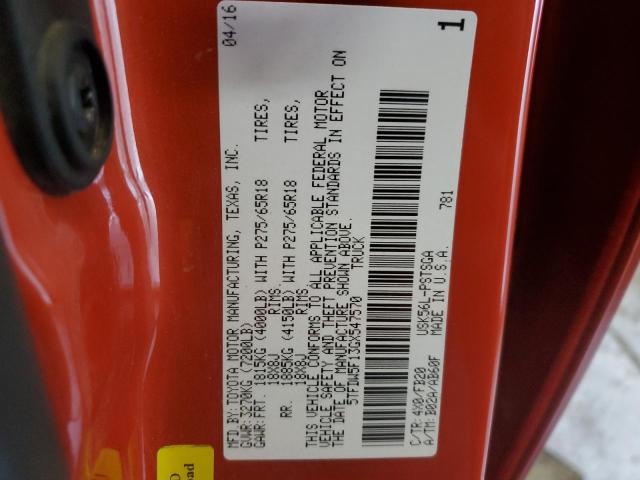 MFD.BY: TOYOTA MOTOR MANUFACTURING, TEXAS, INC. 04/16
GVWR: 3270KG (7200LB)
GAWR: FRT. 1815KG (4000LB) WITH P275/65R18 TIRES,
18X8J RIMS,
RR. 1885KG (4150LB) WITH P275/65R18 TIRES,
18X8J RIMS.
THIS VEHICLE CONFORMS TO ALL APPLICABLE FEDERAL MOTOR
VEHICLE SAFETY AND THEFT PREVENTION STANDARDS IN EFFECT ON
THE DATE OF MANUFACTURE SHOWN ABOVE.
5TFDW5F13GX547570 TRUCK
C/TR: 4X0/FB20 USK56L-PSTSGA 781
A/TM: B02A/AB60F MADE IN U.S.A.
1